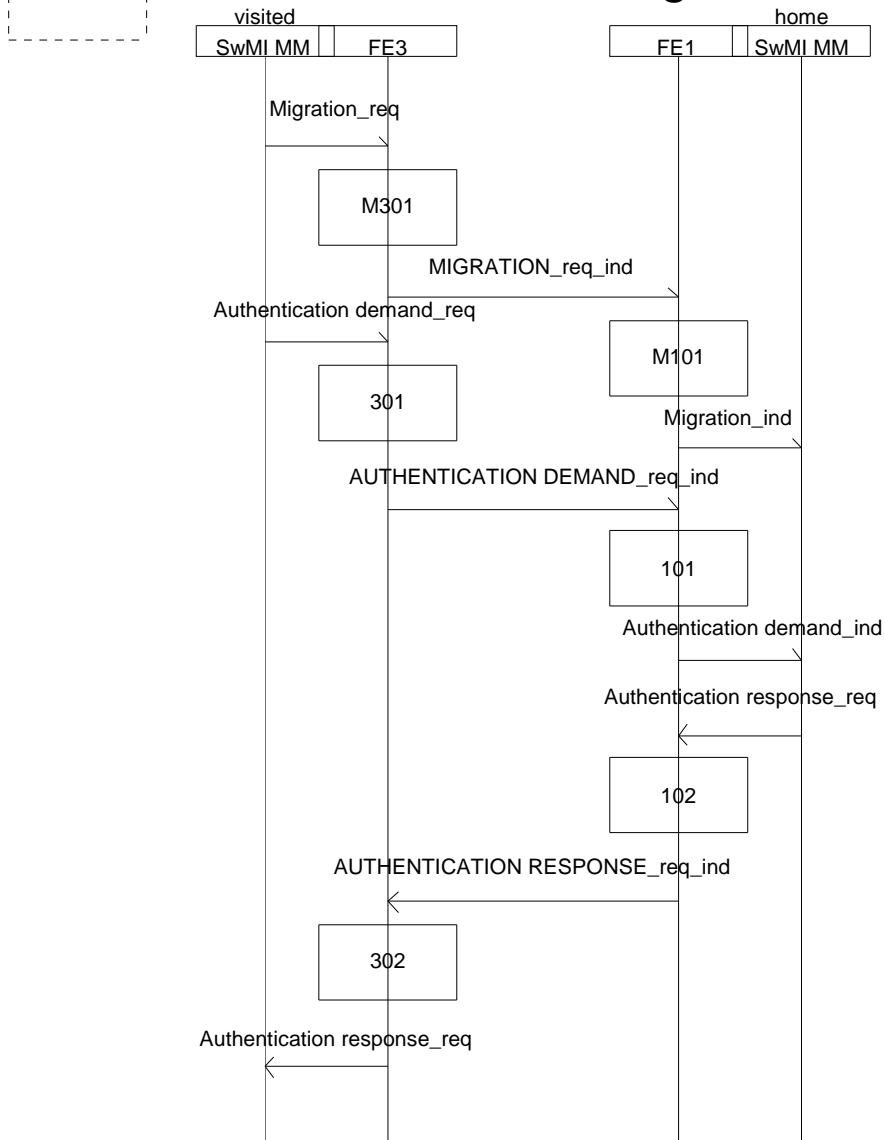 visited
home
SwMI MM FE3 FE1 SwMI MM
Migration_req
M301
MIGRATION_req_ind
Authentication demand_req
M101
301
Migration_ind
AUTHENTICATION DEMAND_req_ind
101
Authentication demand_ind
Authentication response_req
102
AUTHENTICATION RESPONSE_req_ind
302
Authentication response_req